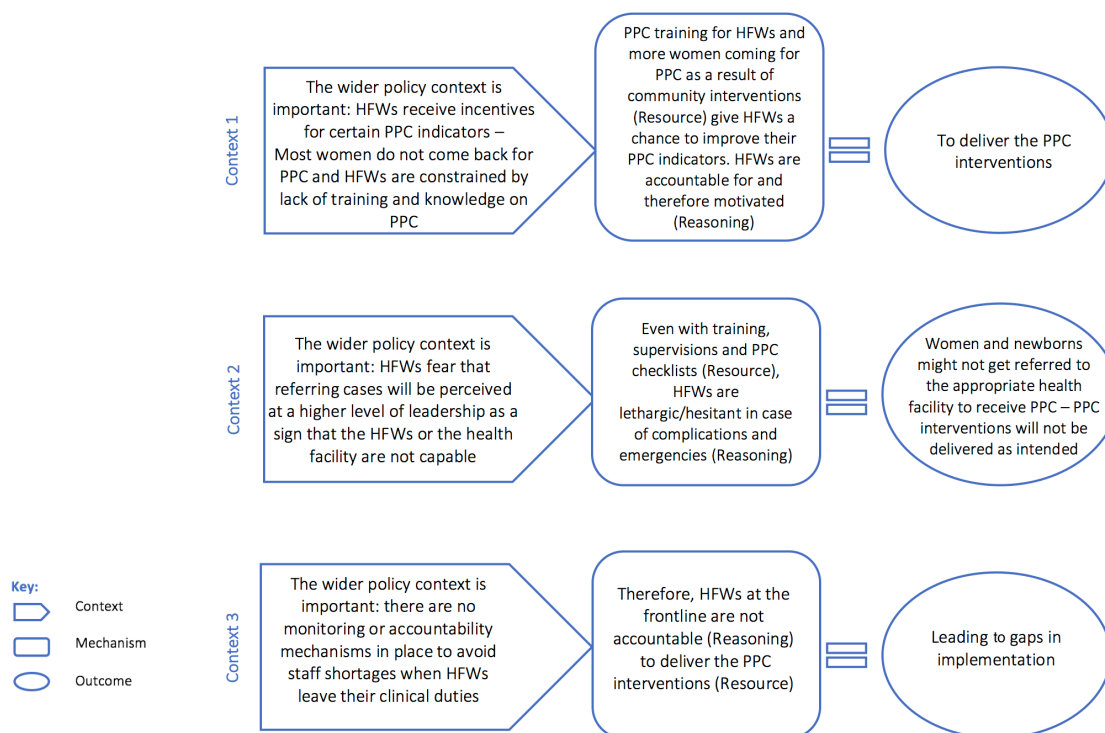 Context 1
The wider policy context is
important: HFWs receive incentives
for certain PPC indicators –
Most women do not come back for
PPC and HFWs are constrained by
lack of training and knowledge on
PPC
PPC training for HFWs and
more women coming for
PPC as a result of
community interventions
(Resource) give HFWs a
chance to improve their
PPC indicators. HFWs are
accountable for and
therefore motivated
(Reasoning)
To deliver the PPC
interventions
Context 2
The wider policy context is
important: HFWs fear that
referring cases will be perceived
at a higher level of leadership as a
sign that the HFWs or the health
facility are not capable
Even with training,
supervisions and PPC
checklists (Resource),
HFWs are
lethargic/hesitant in case
of complications and
emergencies (Reasoning)
Women and newborns
might not get referred to
the appropriate health
facility to receive PPC – PPC
interventions will not be
delivered as intended
Context 3
The wider policy context is
important: there are no
monitoring or accountability
mechanisms in place to avoid
staff shortages when HFWs
leave their clinical duties
Therefore, HFWs at the
frontline are not
accountable (Reasoning)
to deliver the PPC
interventions (Resource)
Leading to gaps in
implementation
Key:
Context
Mechanism
Outcome